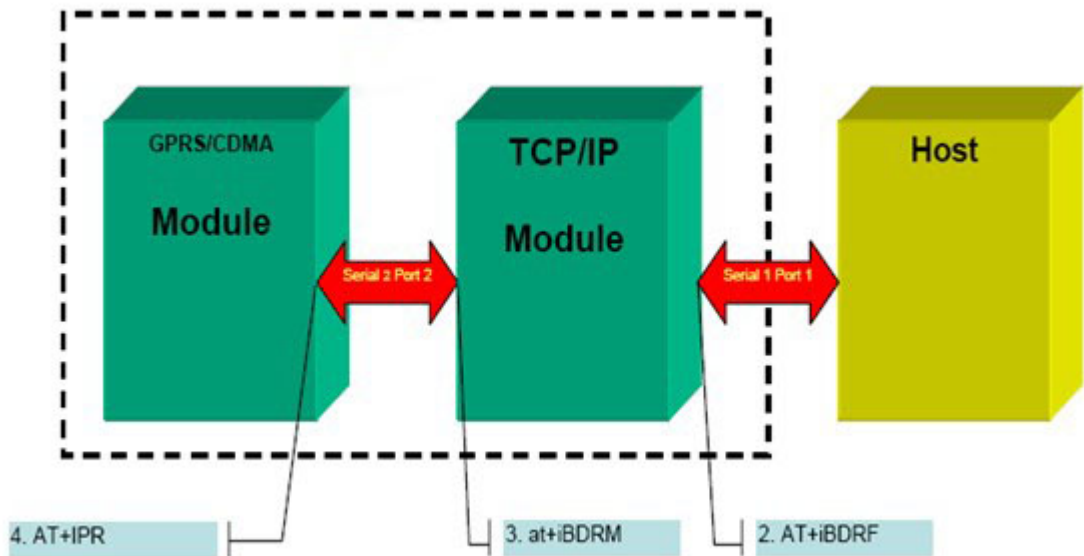 GPRS/CDMA
Module
TCP/IP
Module
Host
Serial 2 Port 2
Serial 1 Port 1
4. AT+IPR
3. at+iBDRM
2. AT+iBDRF